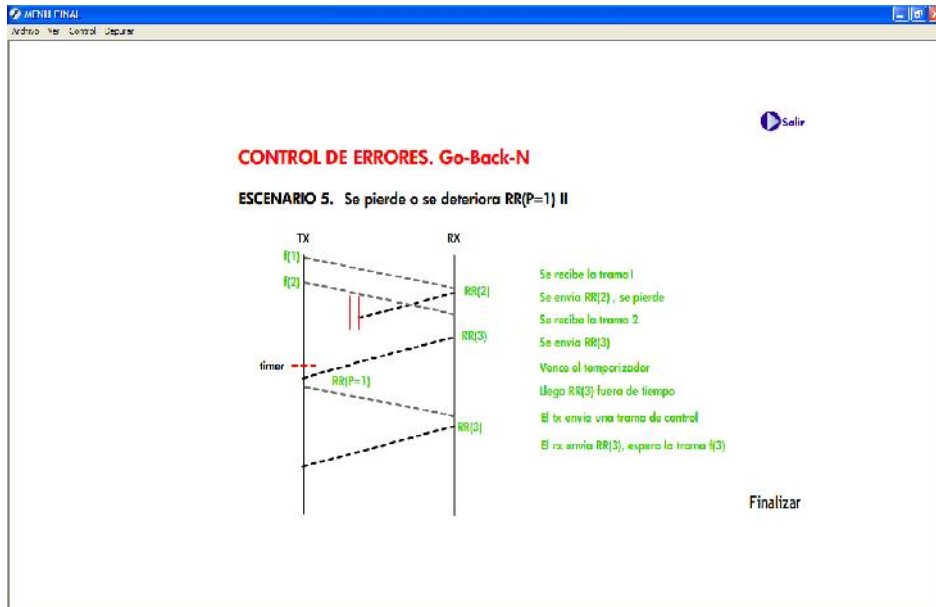 MENU FINAL
Archivo Ver Control Depurar
Salir
CONTROL DE ERRORES. Go-Back-N
ESCENARIO 5. Se pierde o se deteriora RR(P=1) II
TX RX
f(1)
f(2)
RR(2)
RR(3)
timer
RR(P=1)
RR(3)
Se recibe la trama1
Se envia RR(2) , se pierde
Se recibe la trama 2
Se envia RR(3)
Vence el temporizador
Llega RR(3) fuera de tiempo
El tx envia una trama de control
El rx envia RR(3), espera la trama f(3)
Finalizar